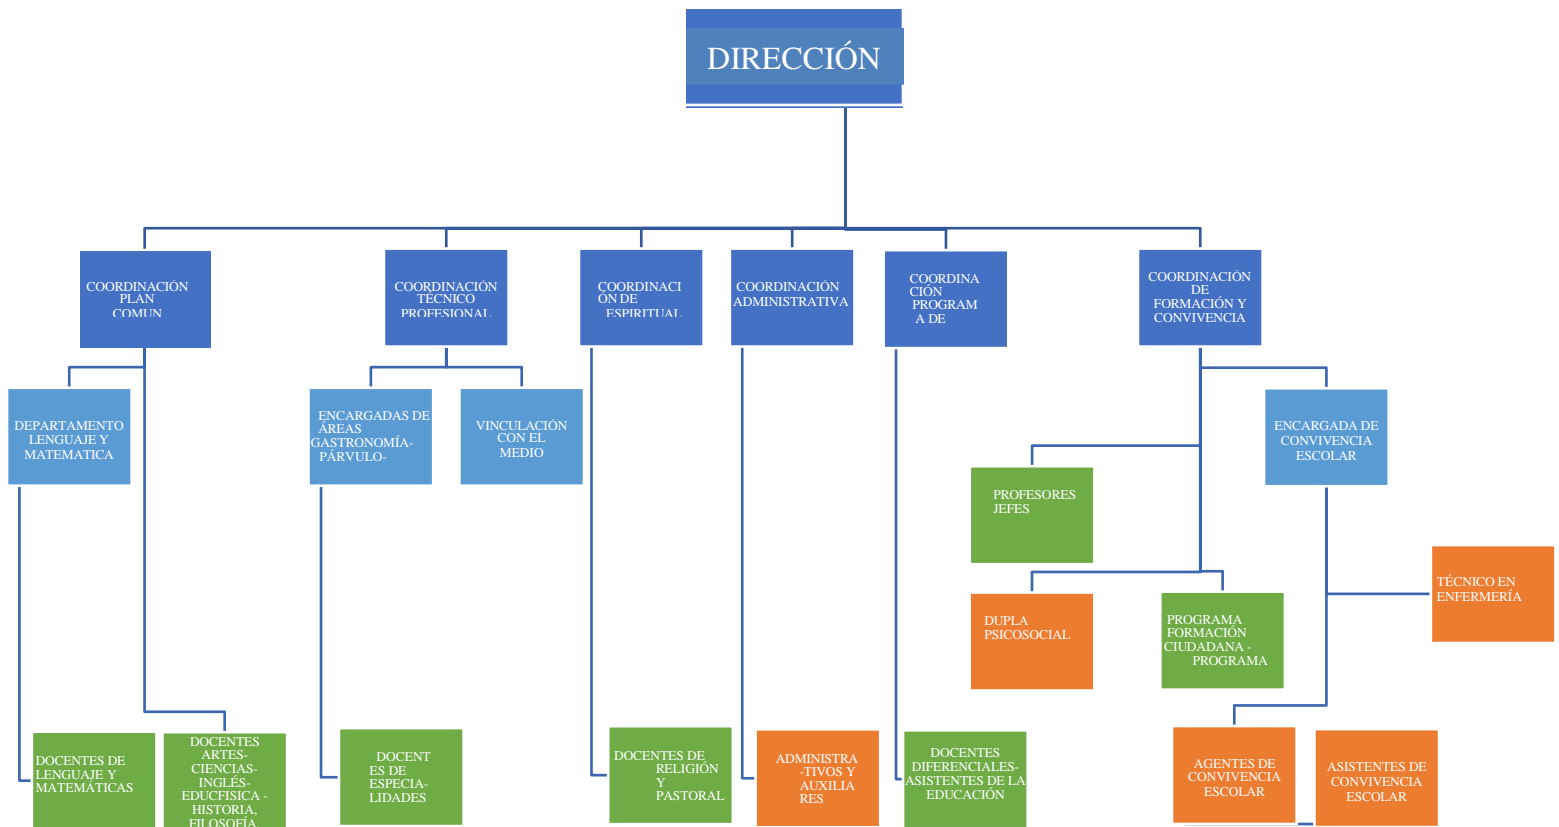 DIRECCIÓN
COORDINACIÓN
PLAN
COMUN
COORDINACIÓN
TÉCNICO
PROFESIONAL
COORDINACI
ÓN DE
ESPIRITUAL
COORDINACIÓN
ADMINISTRATIVA
COORDINA
CIÓN
PROGRAM
A DE
COORDINACIÓN
DE
FORMACIÓN Y
CONVIVENCIA
DEPARTAMENTO
LENGUAJE Y
MATEMATICA
ENCARGADAS DE
ÁREAS
GASTRONOMÍA-
PÁRVULO-
VINCULACIÓN
CON EL
MEDIO
ENCARGADA DE
CONVIVENCIA
ESCOLAR
PROFESORES
JEFES
TÉCNICO EN
ENFERMERÍA
DUPLA
PSICOSOCIAL
PROGRAMA
FORMACIÓN
CIUDADANA -
PROGRAMA
DOCENTES DE
LENGUAJE Y
MATEMÁTICAS
DOCENTES
ARTES-
CIENCIAS-
INGLÉS-
EDUCFISICA -
HISTORIA,
FILOSOFÍA
DOCENT
ES DE
ESPECIA-
LIDADES
DOCENTES DE
RELIGIÓN
Y
PASTORAL
ADMINISTRA
-TIVOS Y
AUXILIA
RES
DOCENTES
DIFERENCIALES-
ASISTENTES DE LA
EDUCACIÓN
AGENTES DE
CONVIVENCIA
ESCOLAR
ASISTENTES DE
CONVIVENCIA
ESCOLAR